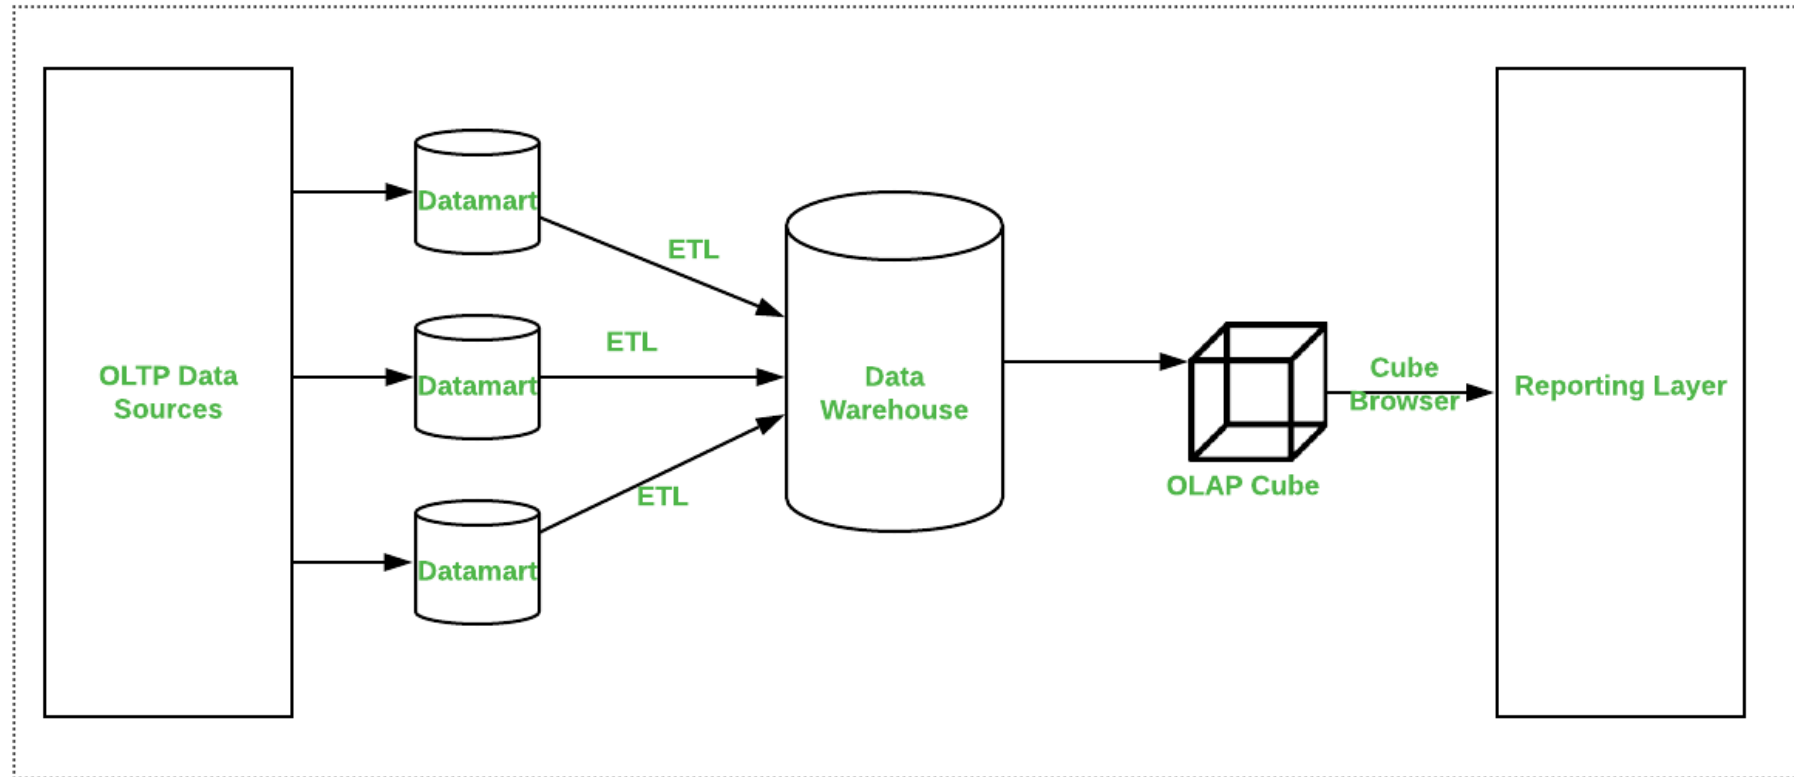 OLTP Data
Sources
Datamart
Datamart
Datamart
ETL
ETL
ETL
Data
Warehouse
OLAP Cube
Cube
Browser
Reporting Layer